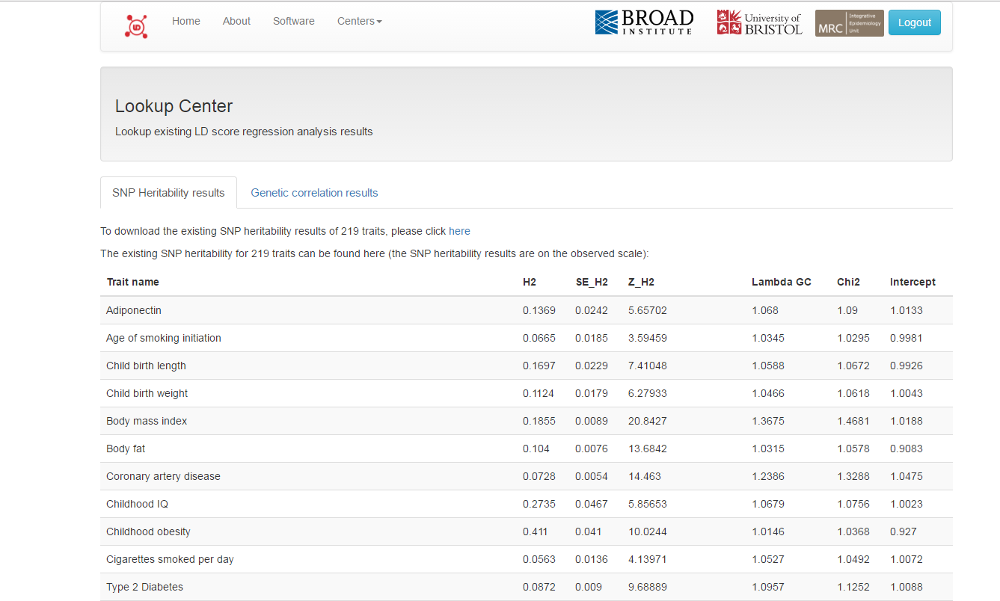 LD Home About Software Centers BROAD INSTITUTE University of BRISTOL MRC Integrative Epidemiology Unit Logout
Lookup Center
Lookup existing LD score regression analysis results
SNP Heritability results Genetic correlation results
To download the existing SNP heritability results of 219 traits, please click here
The existing SNP heritability for 219 traits can be found here (the SNP heritability results are on the observed scale):
Trait name H2 SE_H2 Z_H2 Lambda GC Chi2 Intercept
Adiponectin 0.1369 0.0242 5.65702 1.068 1.09 1.0133
Age of smoking initiation 0.0665 0.0185 3.59459 1.0345 1.0295 0.9981
Child birth length 0.1697 0.0229 7.41048 1.0588 1.0672 0.9926
Child birth weight 0.1124 0.0179 6.27933 1.0466 1.0618 1.0043
Body mass index 0.1855 0.0089 20.8427 1.3675 1.4681 1.0188
Body fat 0.104 0.0076 13.6842 1.0315 1.0578 0.9083
Coronary artery disease 0.0728 0.0054 14.463 1.2386 1.3288 1.0475
Childhood IQ 0.2735 0.0467 5.85653 1.0679 1.0756 1.0023
Childhood obesity 0.411 0.041 10.0244 1.0146 1.0368 0.927
Cigarettes smoked per day 0.0563 0.0136 4.13971 1.0527 1.0492 1.0072
Type 2 Diabetes 0.0872 0.009 9.68889 1.0957 1.1252 1.0088